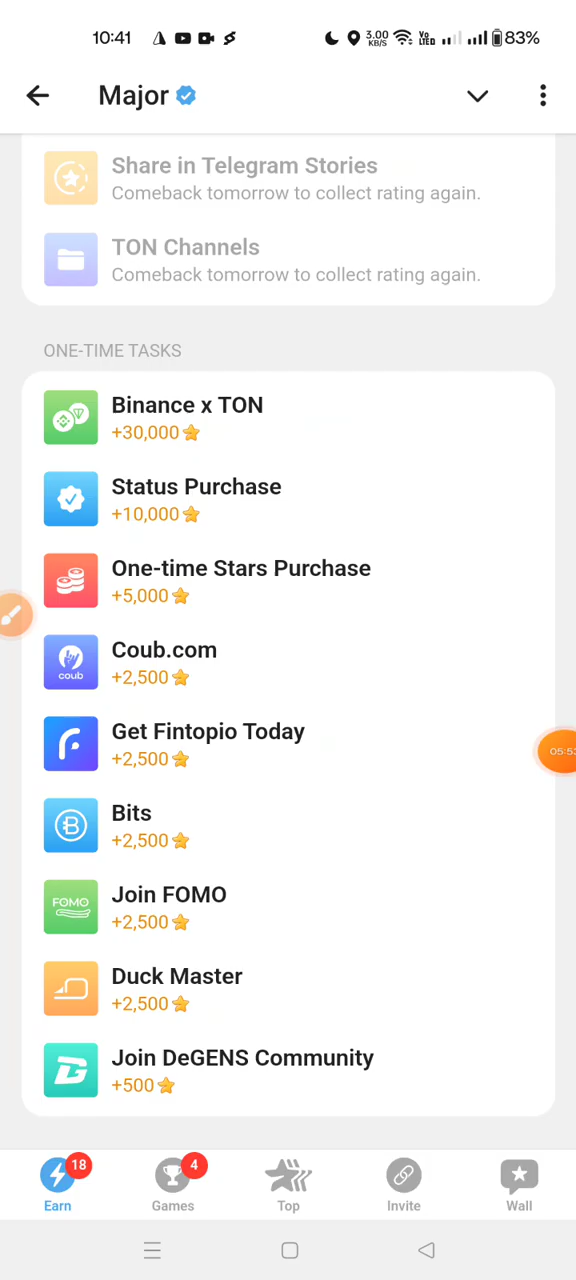 10:41
3.00
KB/S
Vo
LTED
83%
Major
Share in Telegram Stories
Comeback tomorrow to collect rating again.
TON Channels
Comeback tomorrow to collect rating again.
ONE-TIME TASKS
Binance x TON
+30,000
Status Purchase
+10,000
One-time Stars Purchase
+5,000
coub
Coub.com
+2,500
Get Fintopio Today
+2,500
Bits
+2,500
FOMO
Join FOMO
+2,500
Duck Master
+2,500
Join DeGENS Community
+500
18
4
Earn
Games
Top
Invite
Wall